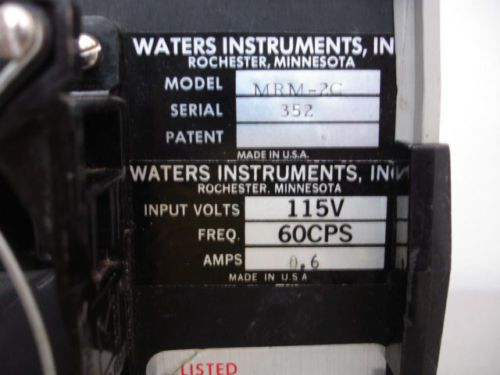 WATERS INSTRUMENTS, IN
ROCHESTER, MINNESOTA
MODEL MRM-2C
SERIAL 352
PATENT
MADE IN U.S.A.
WATERS INSTRUMENTS, IN
ROCHESTER, MINNESOTA
INPUT VOLTS 115V
FREQ. 60CPS
AMPS 0.6
MADE IN U.S.A
LISTED